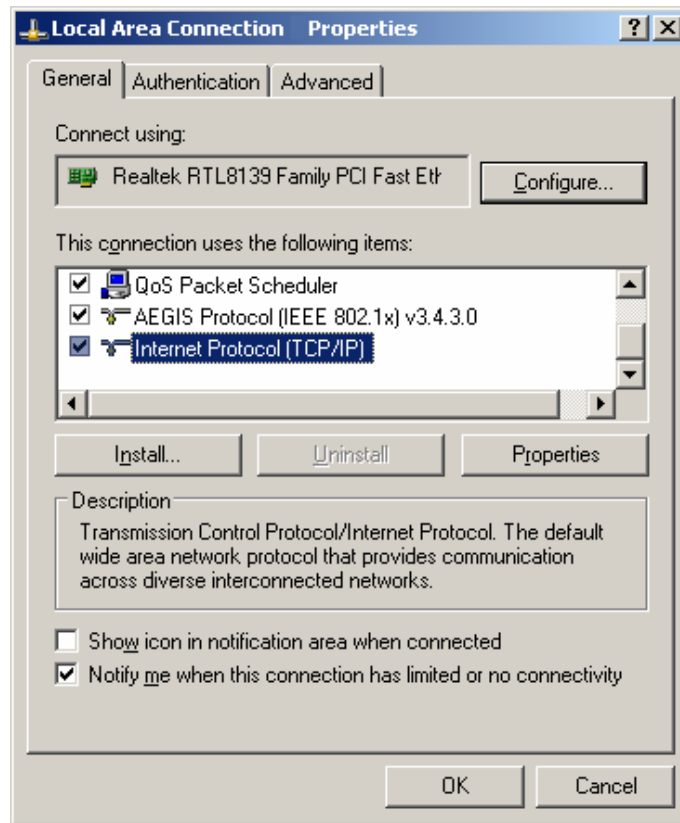 Local Area Connection Properties
General Authentication Advanced
Connect using:
Realtek RTL8139 Family PCI Fast Eth
Configure...
This connection uses the following items:
QoS Packet Scheduler
AEGIS Protocol (IEEE 802.1x) v3.4.3.0
Internet Protocol (TCP/IP)
Install... Uninstall Properties
Description
Transmission Control Protocol/Internet Protocol. The default
wide area network protocol that provides communication
across diverse interconnected networks.
Show icon in notification area when connected
Notify me when this connection has limited or no connectivity
OK Cancel